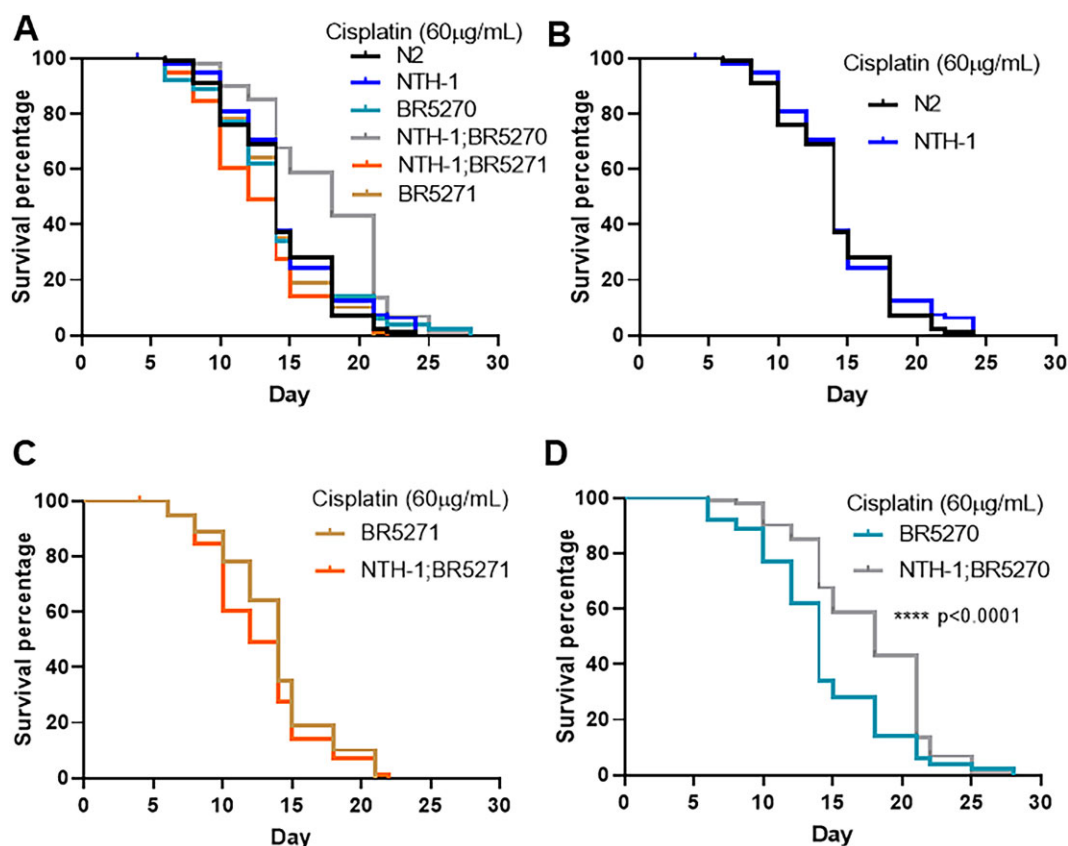 A
Cisplatin (60µg/mL)
N2
NTH-1
BR5270
NTH-1;BR5270
NTH-1;BR5271
BR5271
Survival percentage
100
80
60
40
20
0
0 5 10 15 20 25 30
Day
B
Cisplatin (60µg/mL)
N2
NTH-1
Survival percentage
100
80
60
40
20
0
0 5 10 15 20 25 30
Day
C
Cisplatin (60µg/mL)
BR5271
NTH-1;BR5271
Survival percentage
100
80
60
40
20
0
0 5 10 15 20 25 30
Day
D
Cisplatin (60µg/mL)
BR5270
NTH-1;BR5270
**** p<0.0001
Survival percentage
100
80
60
40
20
0
0 5 10 15 20 25 30
Day